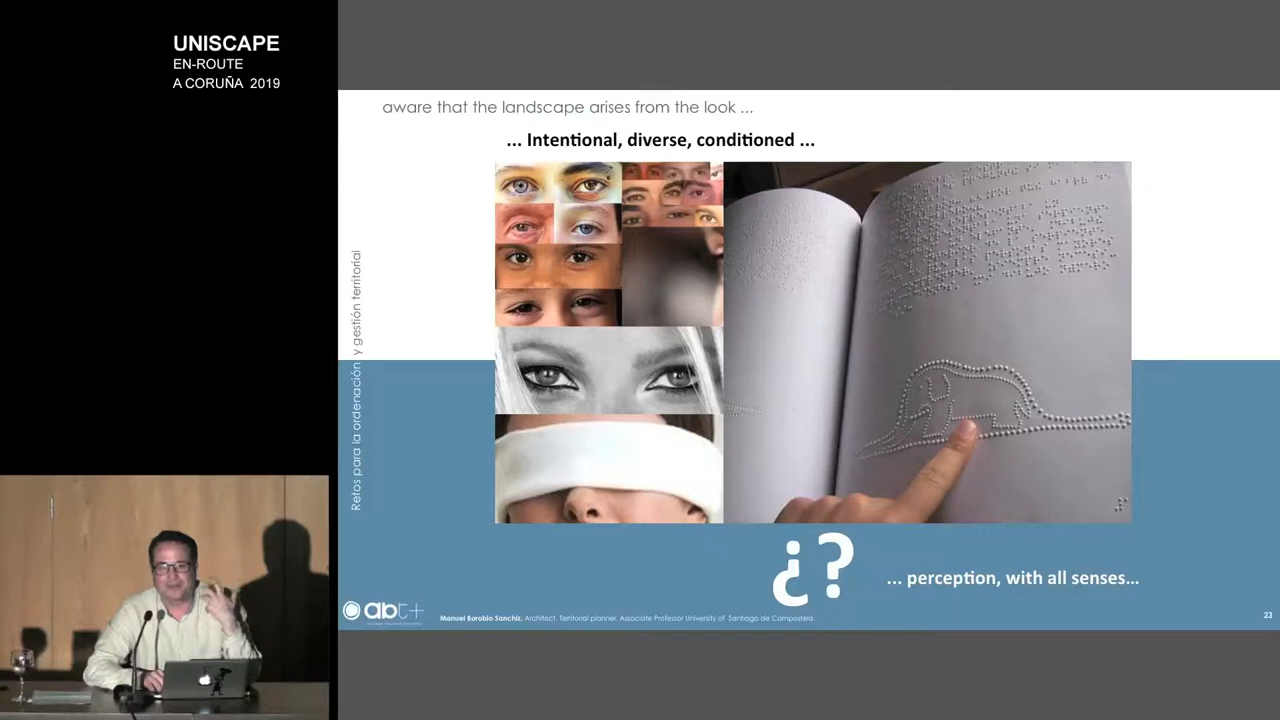 UNISCAPE
EN-ROUTE
A CORUÑA 2019
aware that the landscape arises from the look ...
... Intentional, diverse, conditioned ...
Retos para la ordenación y gestión territorial
¿?
... perception, with all senses...
abt+
Manuel Borobio Sanchiz. Architect. Territorial planner. Associate Professor University of Santiago de Compostela
23